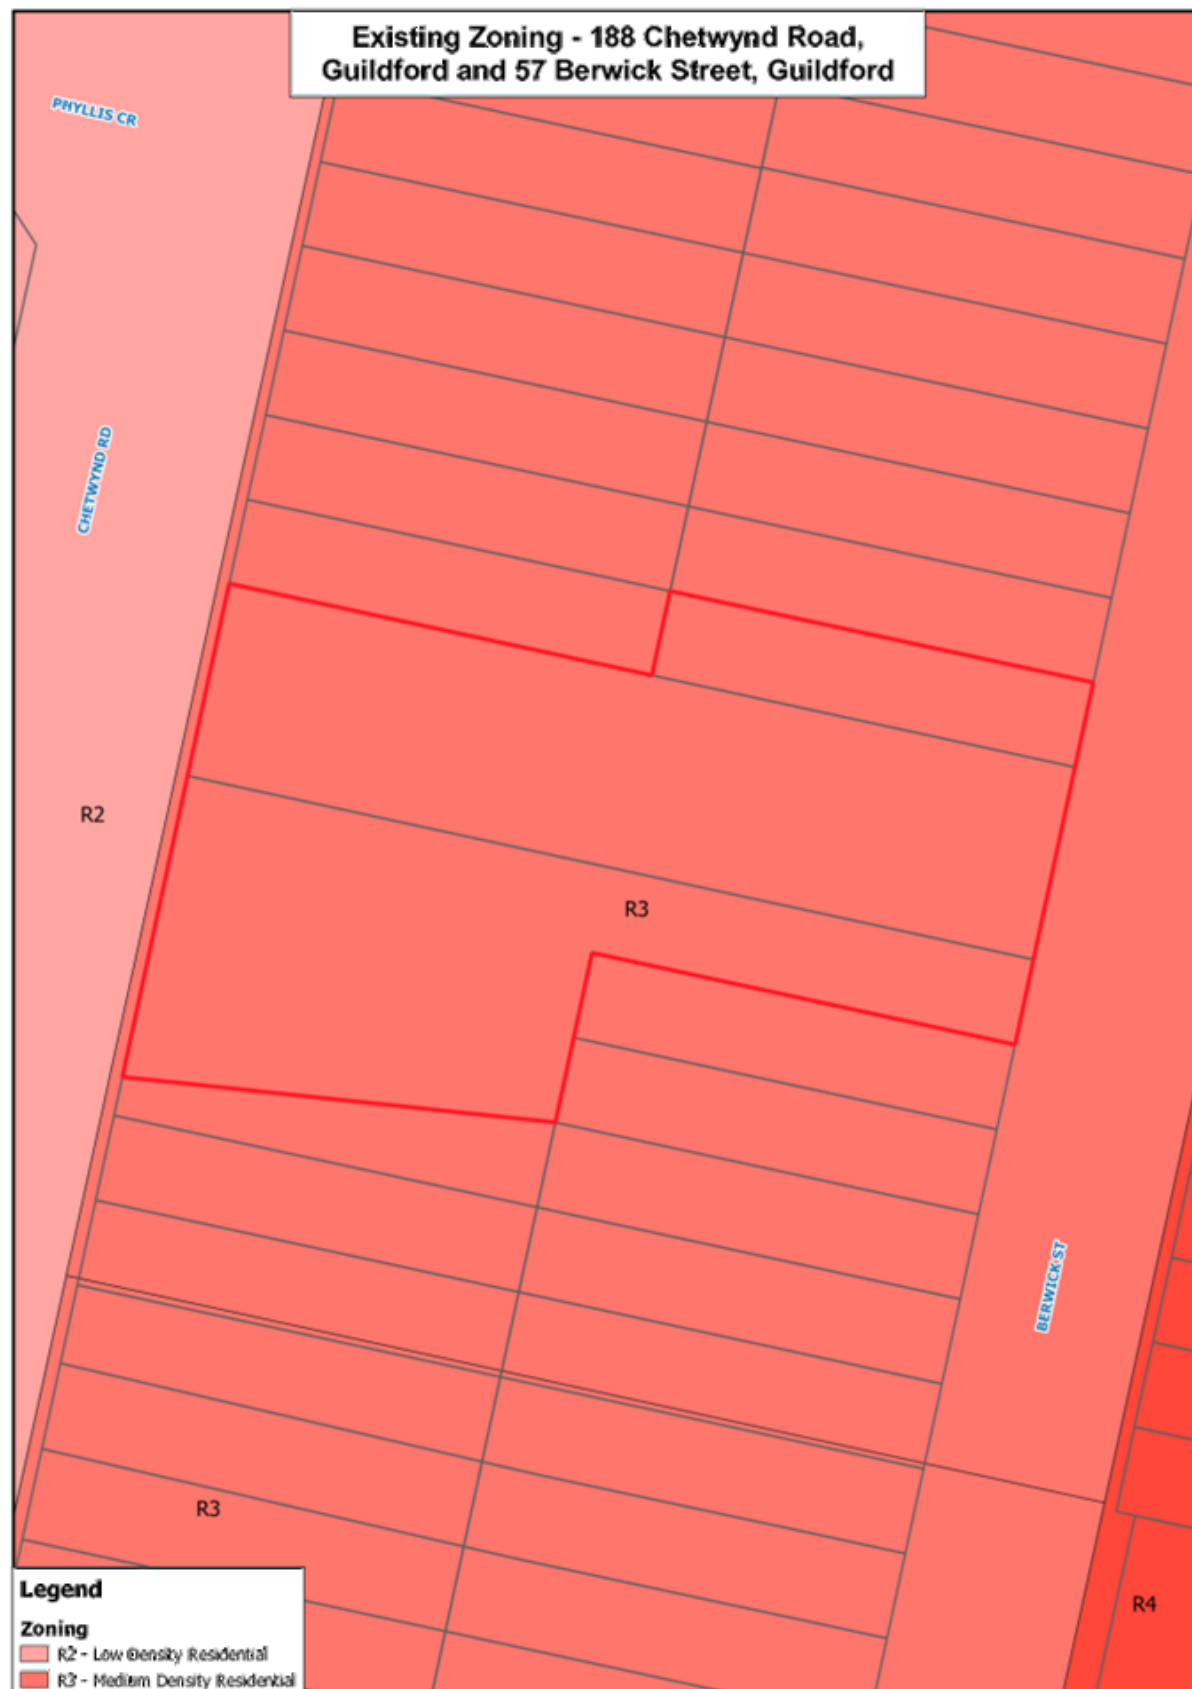 Existing Zoning - 188 Chetwynd Road,
Guildford and 57 Berwick Street, Guildford
PHYLLIS CR
CHETWYND RD
R2
R3
BERWICK ST
R3
R4
Legend
Zoning
R2 - Low Density Residential
R3 - Medium Density Residential